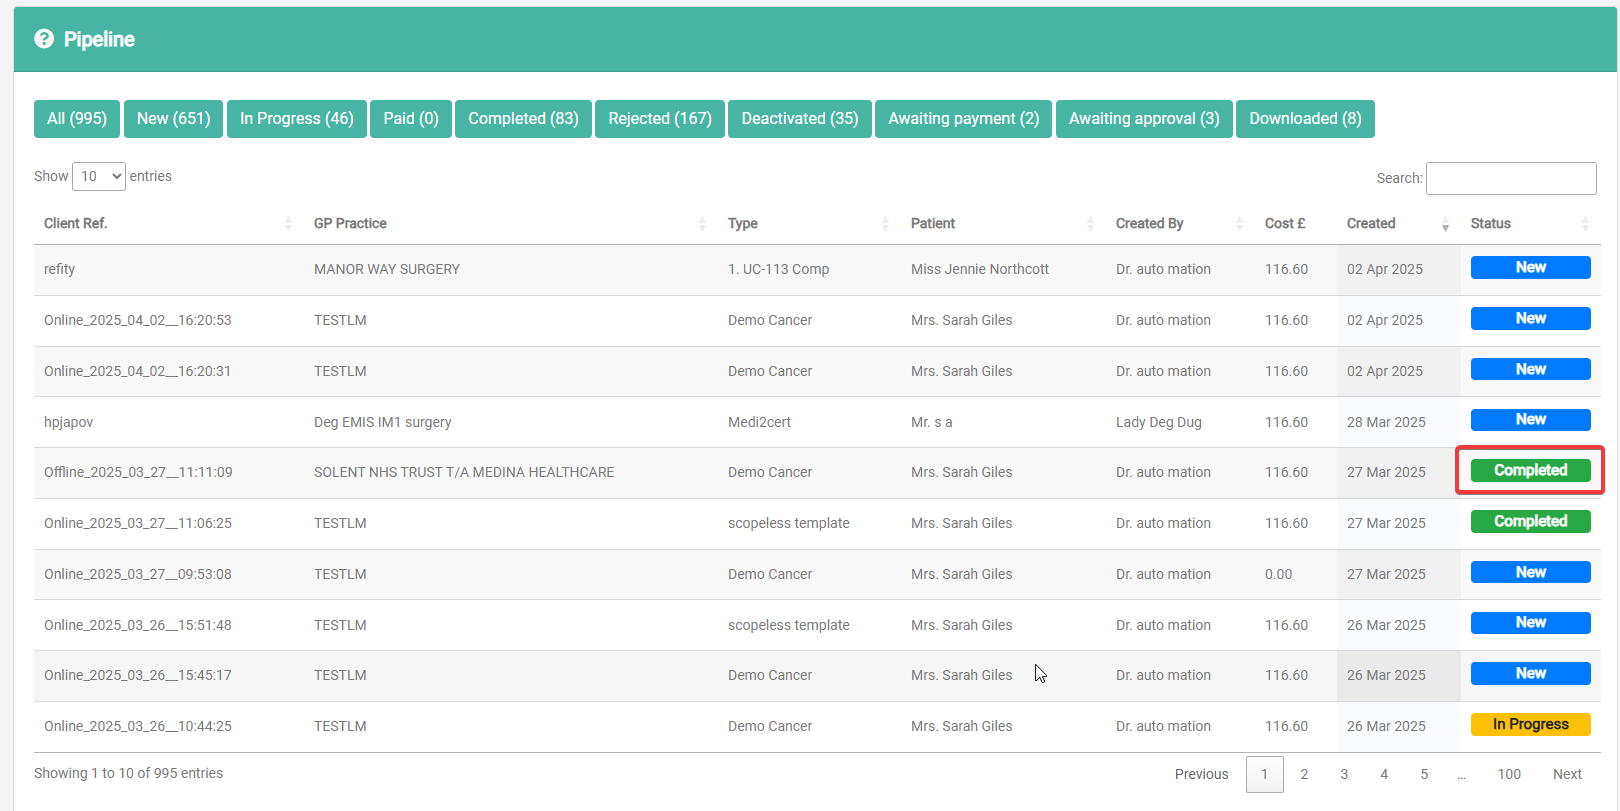 Pipeline
All (995) New (651) In Progress (46) Paid (0) Completed (83) Rejected (167) Deactivated (35) Awaiting payment (2) Awaiting approval (3) Downloaded (8)
Show 10 entries Search:
Client Ref. GP Practice Type Patient Created By Cost £ Created Status
refity MANOR WAY SURGERY 1. UC-113 Comp Miss Jennie Northcott Dr. auto mation 116.60 02 Apr 2025 New
Online_2025_04_02__16:20:53 TESTLM Demo Cancer Mrs. Sarah Giles Dr. auto mation 116.60 02 Apr 2025 New
Online_2025_04_02__16:20:31 TESTLM Demo Cancer Mrs. Sarah Giles Dr. auto mation 116.60 02 Apr 2025 New
hpjapov Deg EMIS IM1 surgery Medi2cert Mr. s a Lady Deg Dug 116.60 28 Mar 2025 New
Offline_2025_03_27__11:11:09 SOLENT NHS TRUST T/A MEDINA HEALTHCARE Demo Cancer Mrs. Sarah Giles Dr. auto mation 116.60 27 Mar 2025 Completed
Online_2025_03_27__11:06:25 TESTLM scopeless template Mrs. Sarah Giles Dr. auto mation 116.60 27 Mar 2025 Completed
Online_2025_03_27__09:53:08 TESTLM Demo Cancer Mrs. Sarah Giles Dr. auto mation 0.00 27 Mar 2025 New
Online_2025_03_26__15:51:48 TESTLM scopeless template Mrs. Sarah Giles Dr. auto mation 116.60 26 Mar 2025 New
Online_2025_03_26__15:45:17 TESTLM Demo Cancer Mrs. Sarah Giles Dr. auto mation 116.60 26 Mar 2025 New
Online_2025_03_26__10:44:25 TESTLM Demo Cancer Mrs. Sarah Giles Dr. auto mation 116.60 26 Mar 2025 In Progress
Showing 1 to 10 of 995 entries Previous 1 2 3 4 5 … 100 Next